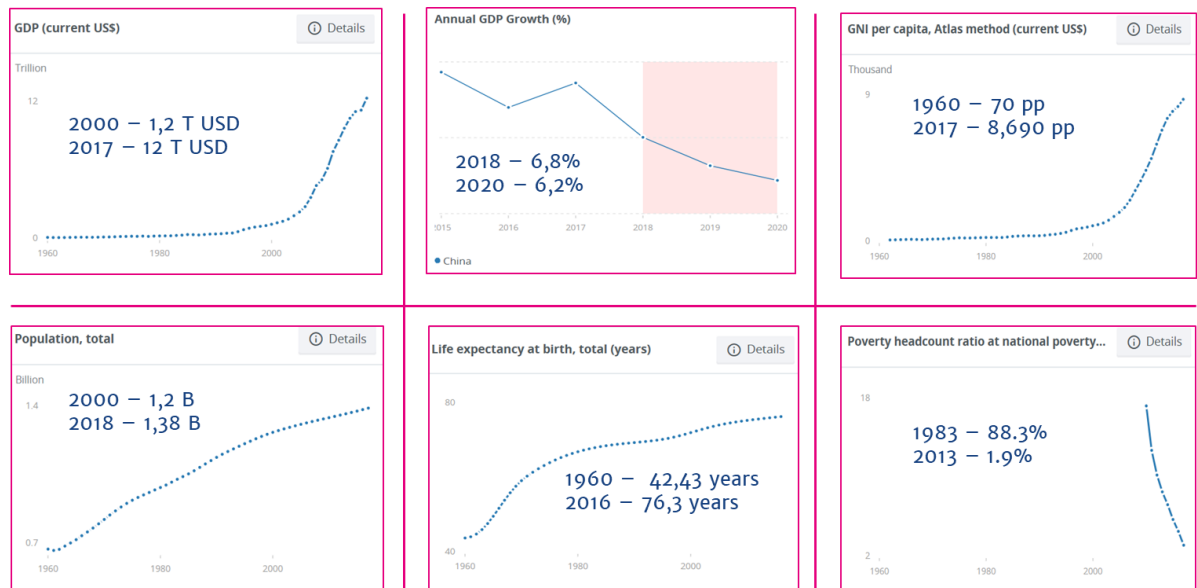 GDP (current US$)
Details
Trillion
12
2000 – 1,2 T USD
2017 – 12 T USD
0
1960
1980
2000
Annual GDP Growth (%)
2018 – 6,8%
2020 – 6,2%
:015
2016
2017
2018
2019
2020
China
GNI per capita, Atlas method (current US$)
Details
Thousand
9
1960 – 70 pp
2017 – 8,690 pp
0
1960
1980
2000
Population, total
Details
Billion
1.4
2000 – 1,2 B
2018 – 1,38 B
0.7
1960
1980
2000
Life expectancy at birth, total (years)
Details
80
1960 – 42,43 years
2016 – 76,3 years
40
1960
1980
2000
Poverty headcount ratio at national poverty...
Details
18
1983 – 88.3%
2013 – 1.9%
2
1960
1980
2000